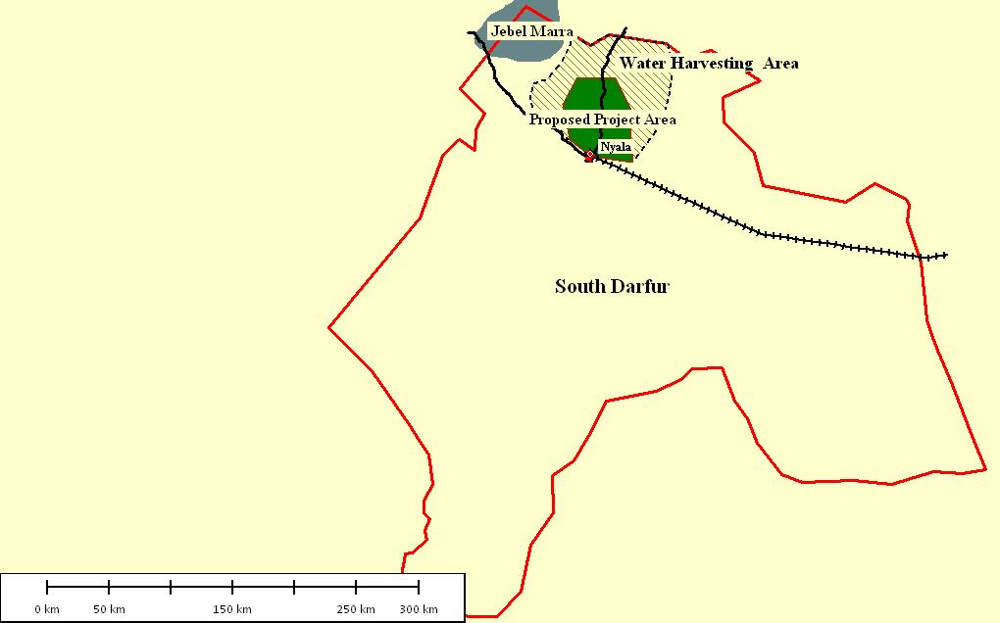 Jebel Marra
Water Harvesting Area
Proposed Project Area
Nyala
South Darfur
0 km 50 km 150 km 250 km 300 km